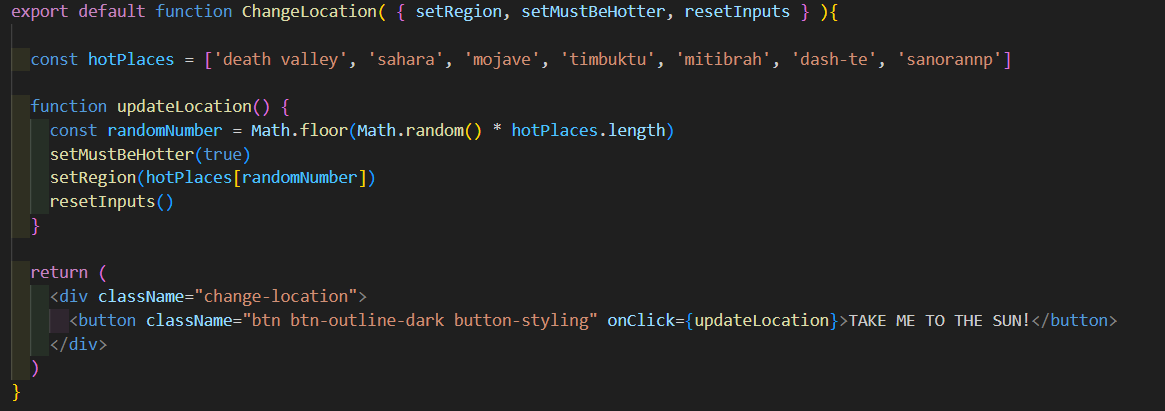 export default function ChangeLocation( { setRegion, setMustBeHotter, resetInputs } ){
const hotPlaces = ['death valley', 'sahara', 'mojave', 'timbuktu', 'mitibrah', 'dash-te', 'sanorannp']
function updateLocation() {
const randomNumber = Math.floor(Math.random() * hotPlaces.length)
setMustBeHotter(true)
setRegion(hotPlaces[randomNumber])
resetInputs()
}
return (
<div className="change-location">
<button className="btn btn-outline-dark button-styling" onClick={updateLocation}>TAKE ME TO THE SUN!</button>
</div>
)
}